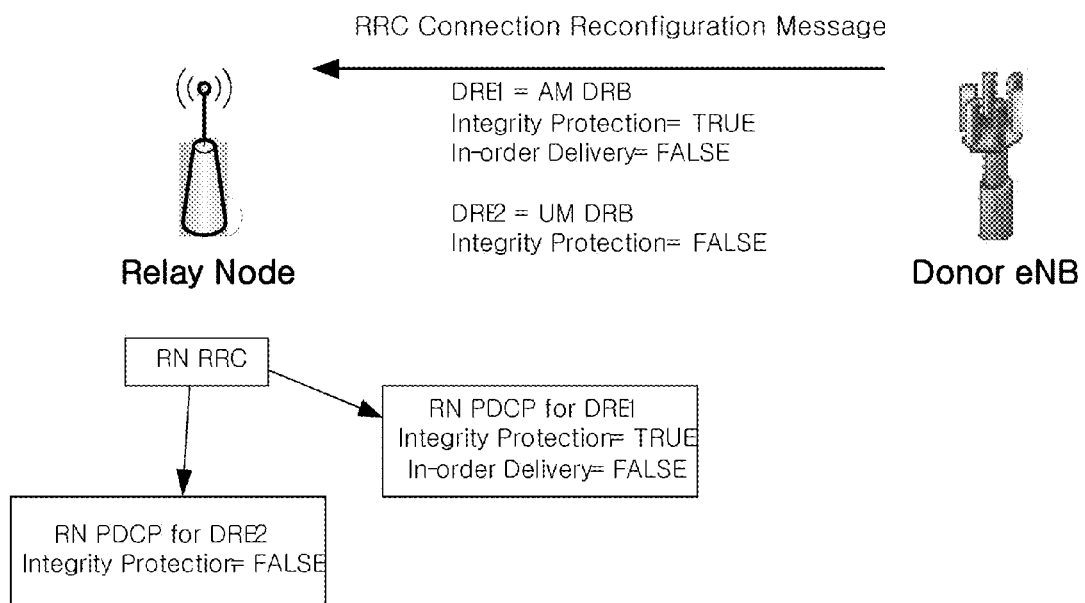 RRC Connection Reconfiguration Message
DRB1 = AM DRB
Integrity Protection= TRUE
In-order Delivery= FALSE
DRB2 = UM DRB
Integrity Protection= FALSE
Relay Node
Donor eNB
RN RRC
RN PDCP for DRB1
Integrity Protection= TRUE
In-order Delivery= FALSE
RN PDCP for DRB2
Integrity Protection= FALSE